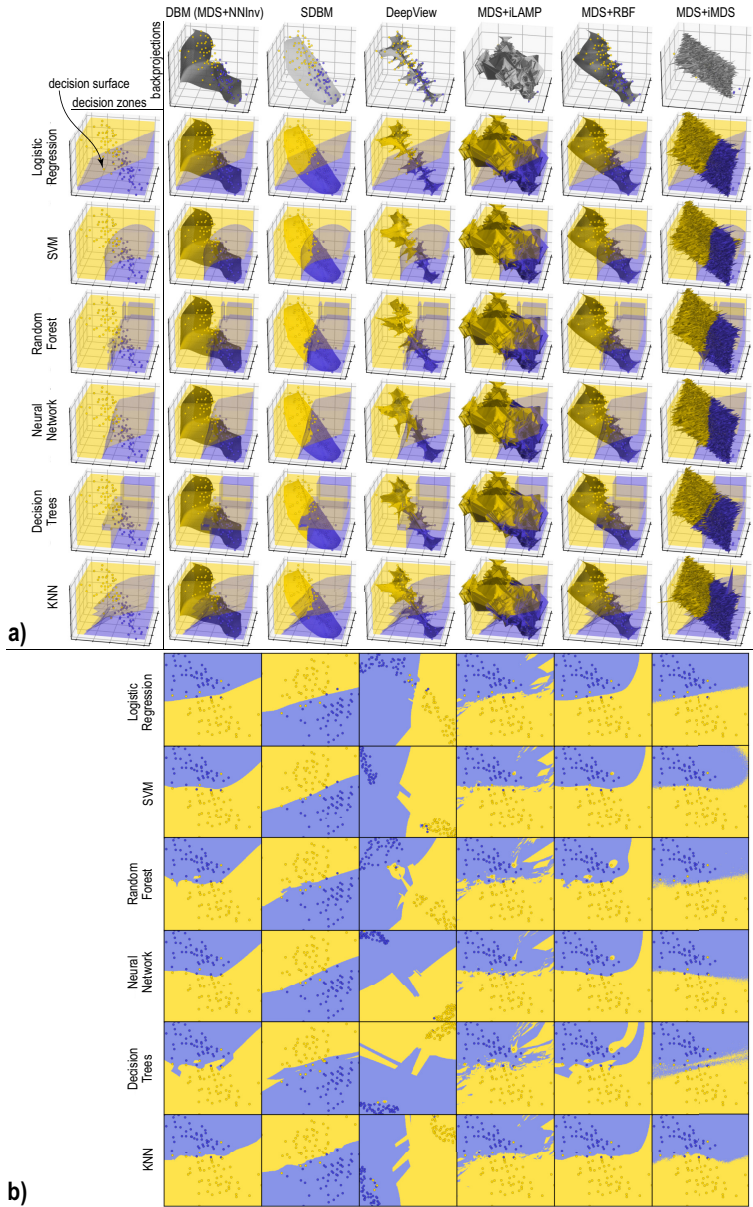 DBM (MDS+NNInv) SDBM DeepView MDS+iLAMP MDS+RBF MDS+iMDS
backprojections
decision surface
decision zones
Logistic
Regression
SVM
Random
Forest
Neural
Network
Decision
Trees
KNN
a)
Logistic
Regression
SVM
Random
Forest
Neural
Network
Decision
Trees
KNN
b)